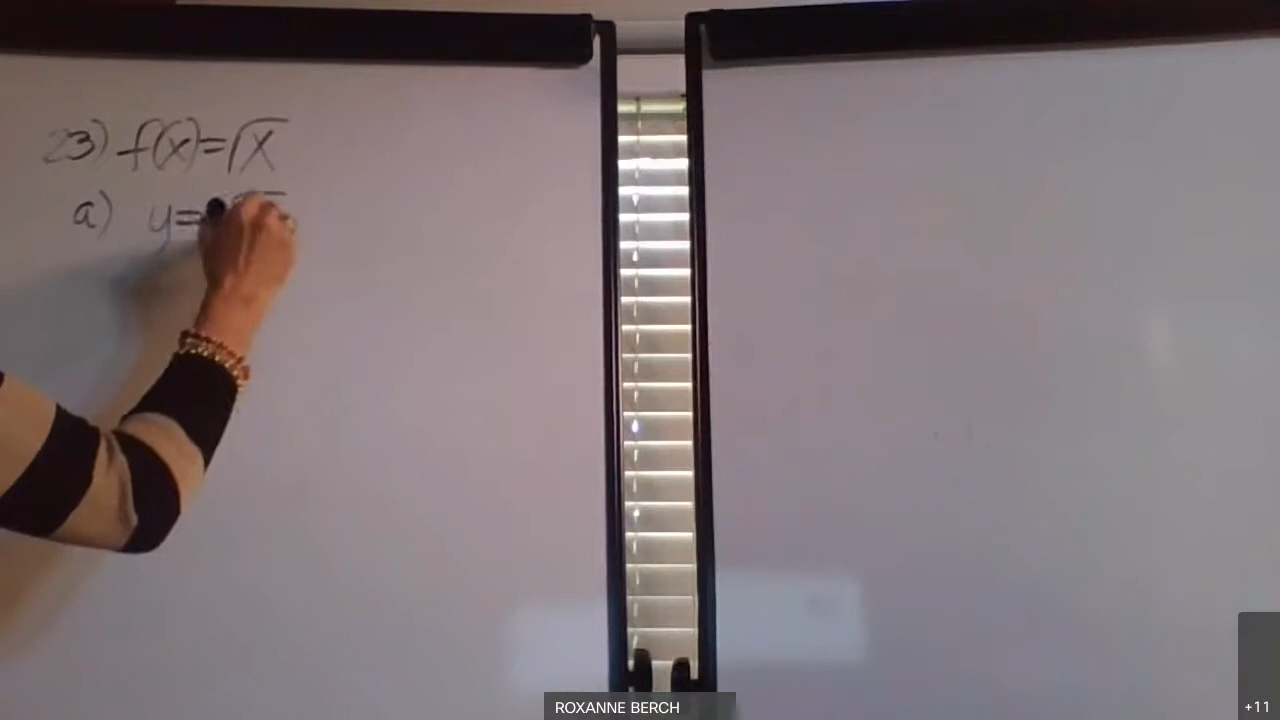 23) f(x)=√x
a) y=
ROXANNE BERCH
+11